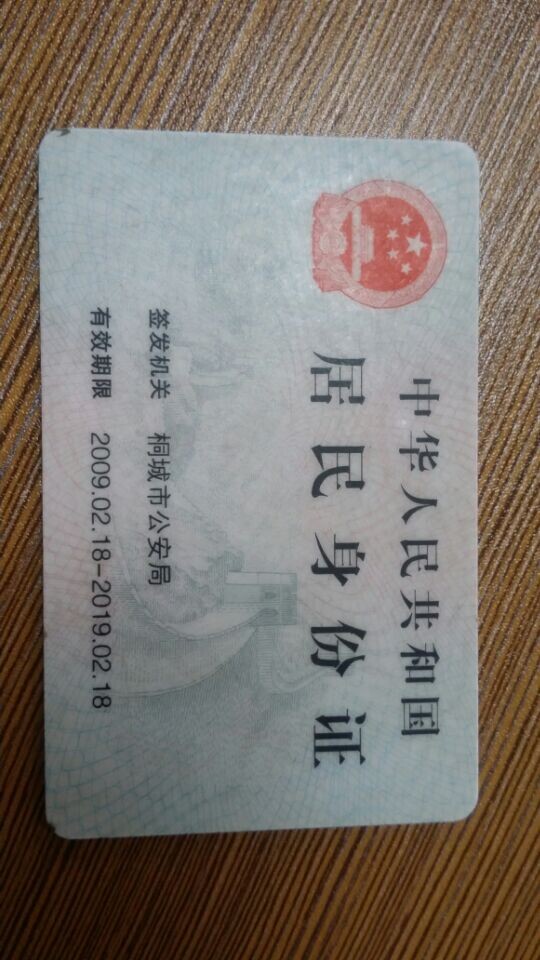 中华人民共和国
居民身份证
签发机关 桐城市公安局
有效期限 2009.02.18-2019.02.18